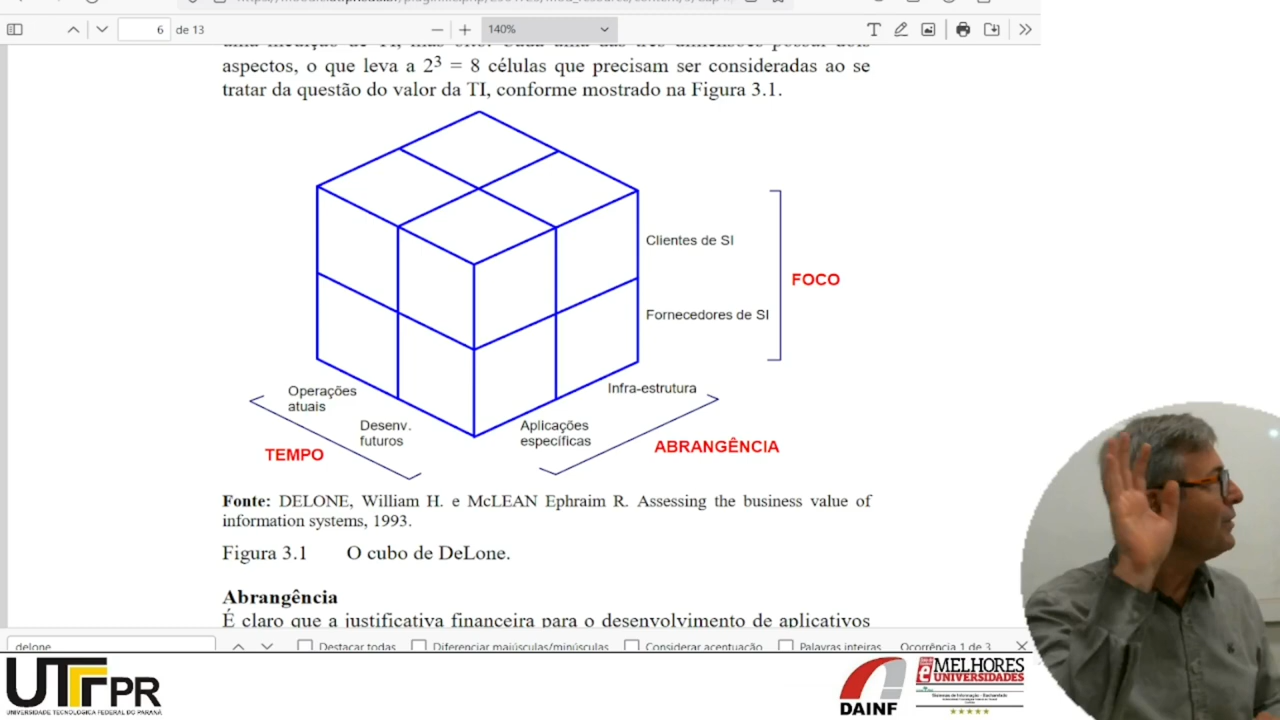 6 de 13
140%
aspectos, o que leva a 2³ = 8 células que precisam ser consideradas ao se
tratar da questão do valor da TI, conforme mostrado na Figura 3.1.
Clientes de SI
FOCO
Fornecedores de SI
Operações
atuais
Infra-estrutura
Desenv.
futuros
Aplicações
específicas
TEMPO
ABRANGÊNCIA
Fonte: DELONE, William H. e McLEAN Ephraim R. Assessing the business value of
information systems, 1993.
Figura 3.1 O cubo de DeLone.
Abrangência
É claro que a justificativa financeira para o desenvolvimento de aplicativos
delone
Destacar todas
Diferenciar maiúsculas/minúsculas
Considerar acentuação
Palavras inteiras
Ocorrência 1 de 3
UTFPR
UNIVERSIDADE TECNOLÓGICA FEDERAL DO PARANÁ
DAINF
MELHORES
UNIVERSIDADES